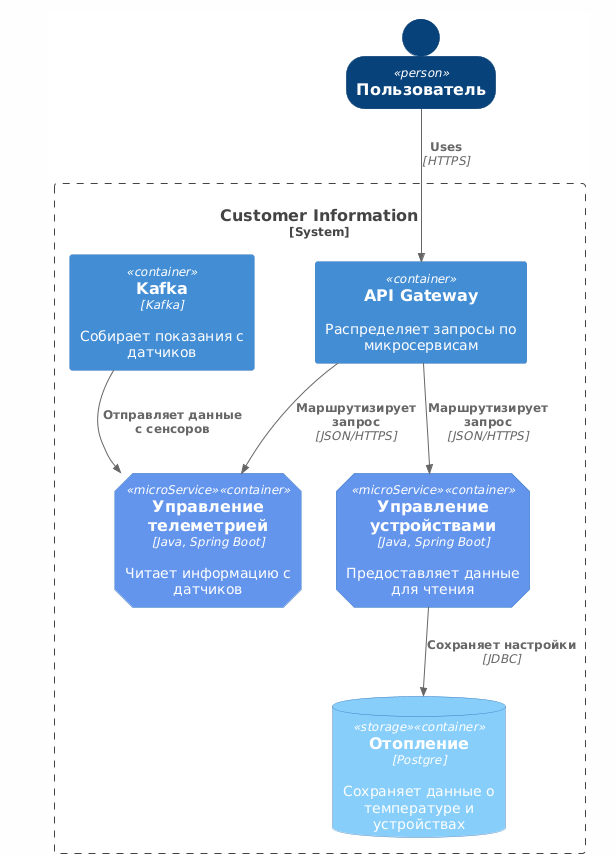 «person»
Пользователь
Uses
[HTTPS]
Customer Information
[System]
«container»
Kafka
[Kafka]
Собирает показания с
датчиков
«container»
API Gateway
Распределяет запросы по
микросервисам
Отправляет данные
с сенсоров
Маршрутизирует
запрос
[JSON/HTTPS]
Маршрутизирует
запрос
[JSON/HTTPS]
«microService»«container»
Управление
телеметрией
[Java, Spring Boot]
Читает информацию с
датчиков
«microService»«container»
Управление
устройствами
[Java, Spring Boot]
Предоставляет данные
для чтения
Сохраняет настройки
[JDBC]
«storage»«container»
Отопление
[Postgre]
Сохраняет данные о
температуре и
устройствах